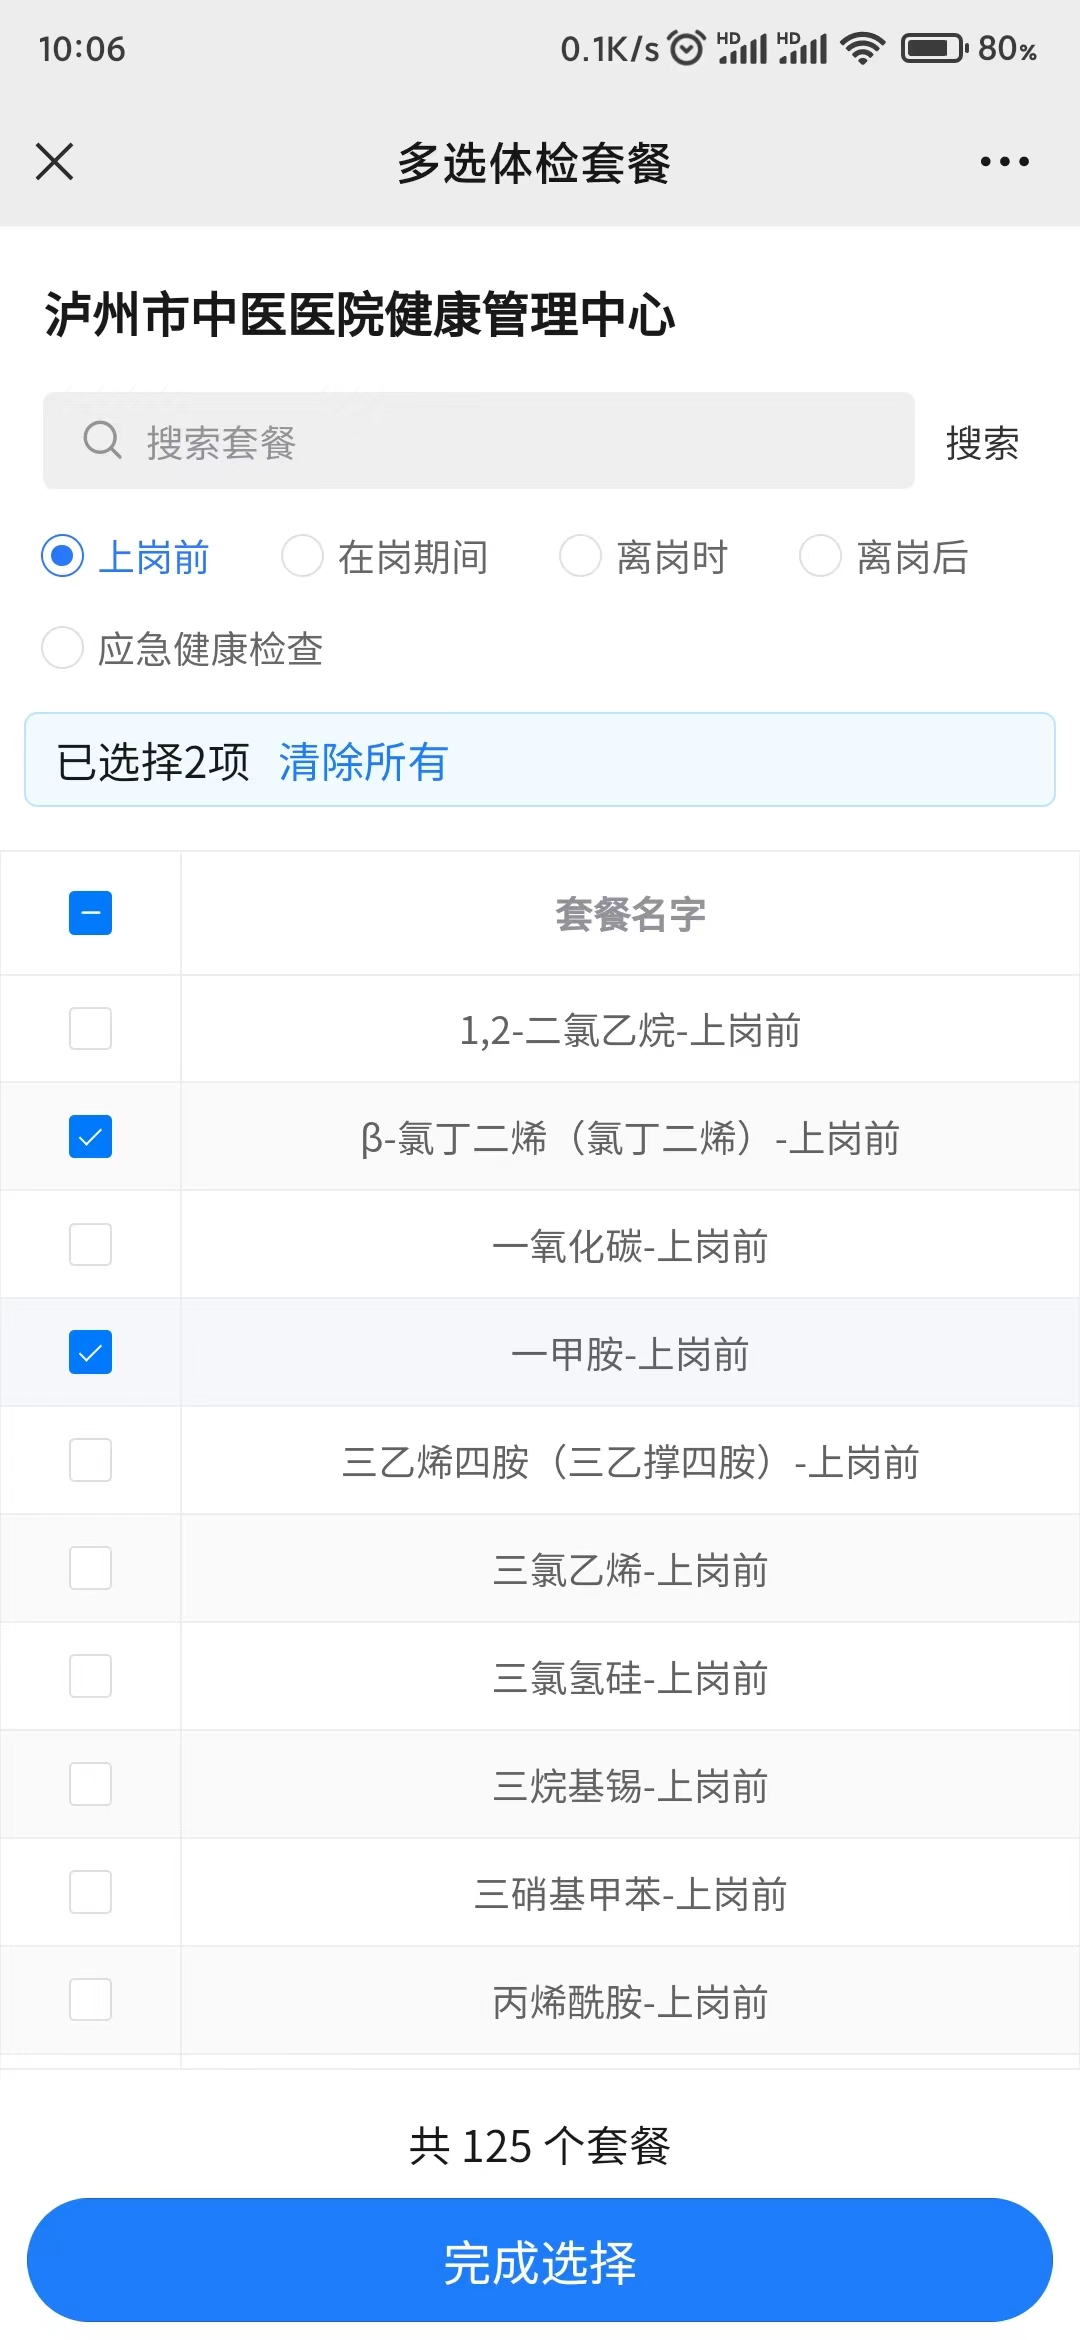 10:06
0.1K/s HD HD 80%
多选体检套餐
泸州市中医医院健康管理中心
搜索套餐 搜索
上岗前 在岗期间 离岗时 离岗后
应急健康检查
已选择2项 清除所有
套餐名字
1,2-二氯乙烷-上岗前
β-氯丁二烯（氯丁二烯）-上岗前
一氧化碳-上岗前
一甲胺-上岗前
三乙烯四胺（三乙撑四胺）-上岗前
三氯乙烯-上岗前
三氯氢硅-上岗前
三烷基锡-上岗前
三硝基甲苯-上岗前
丙烯酰胺-上岗前
共 125 个套餐
完成选择